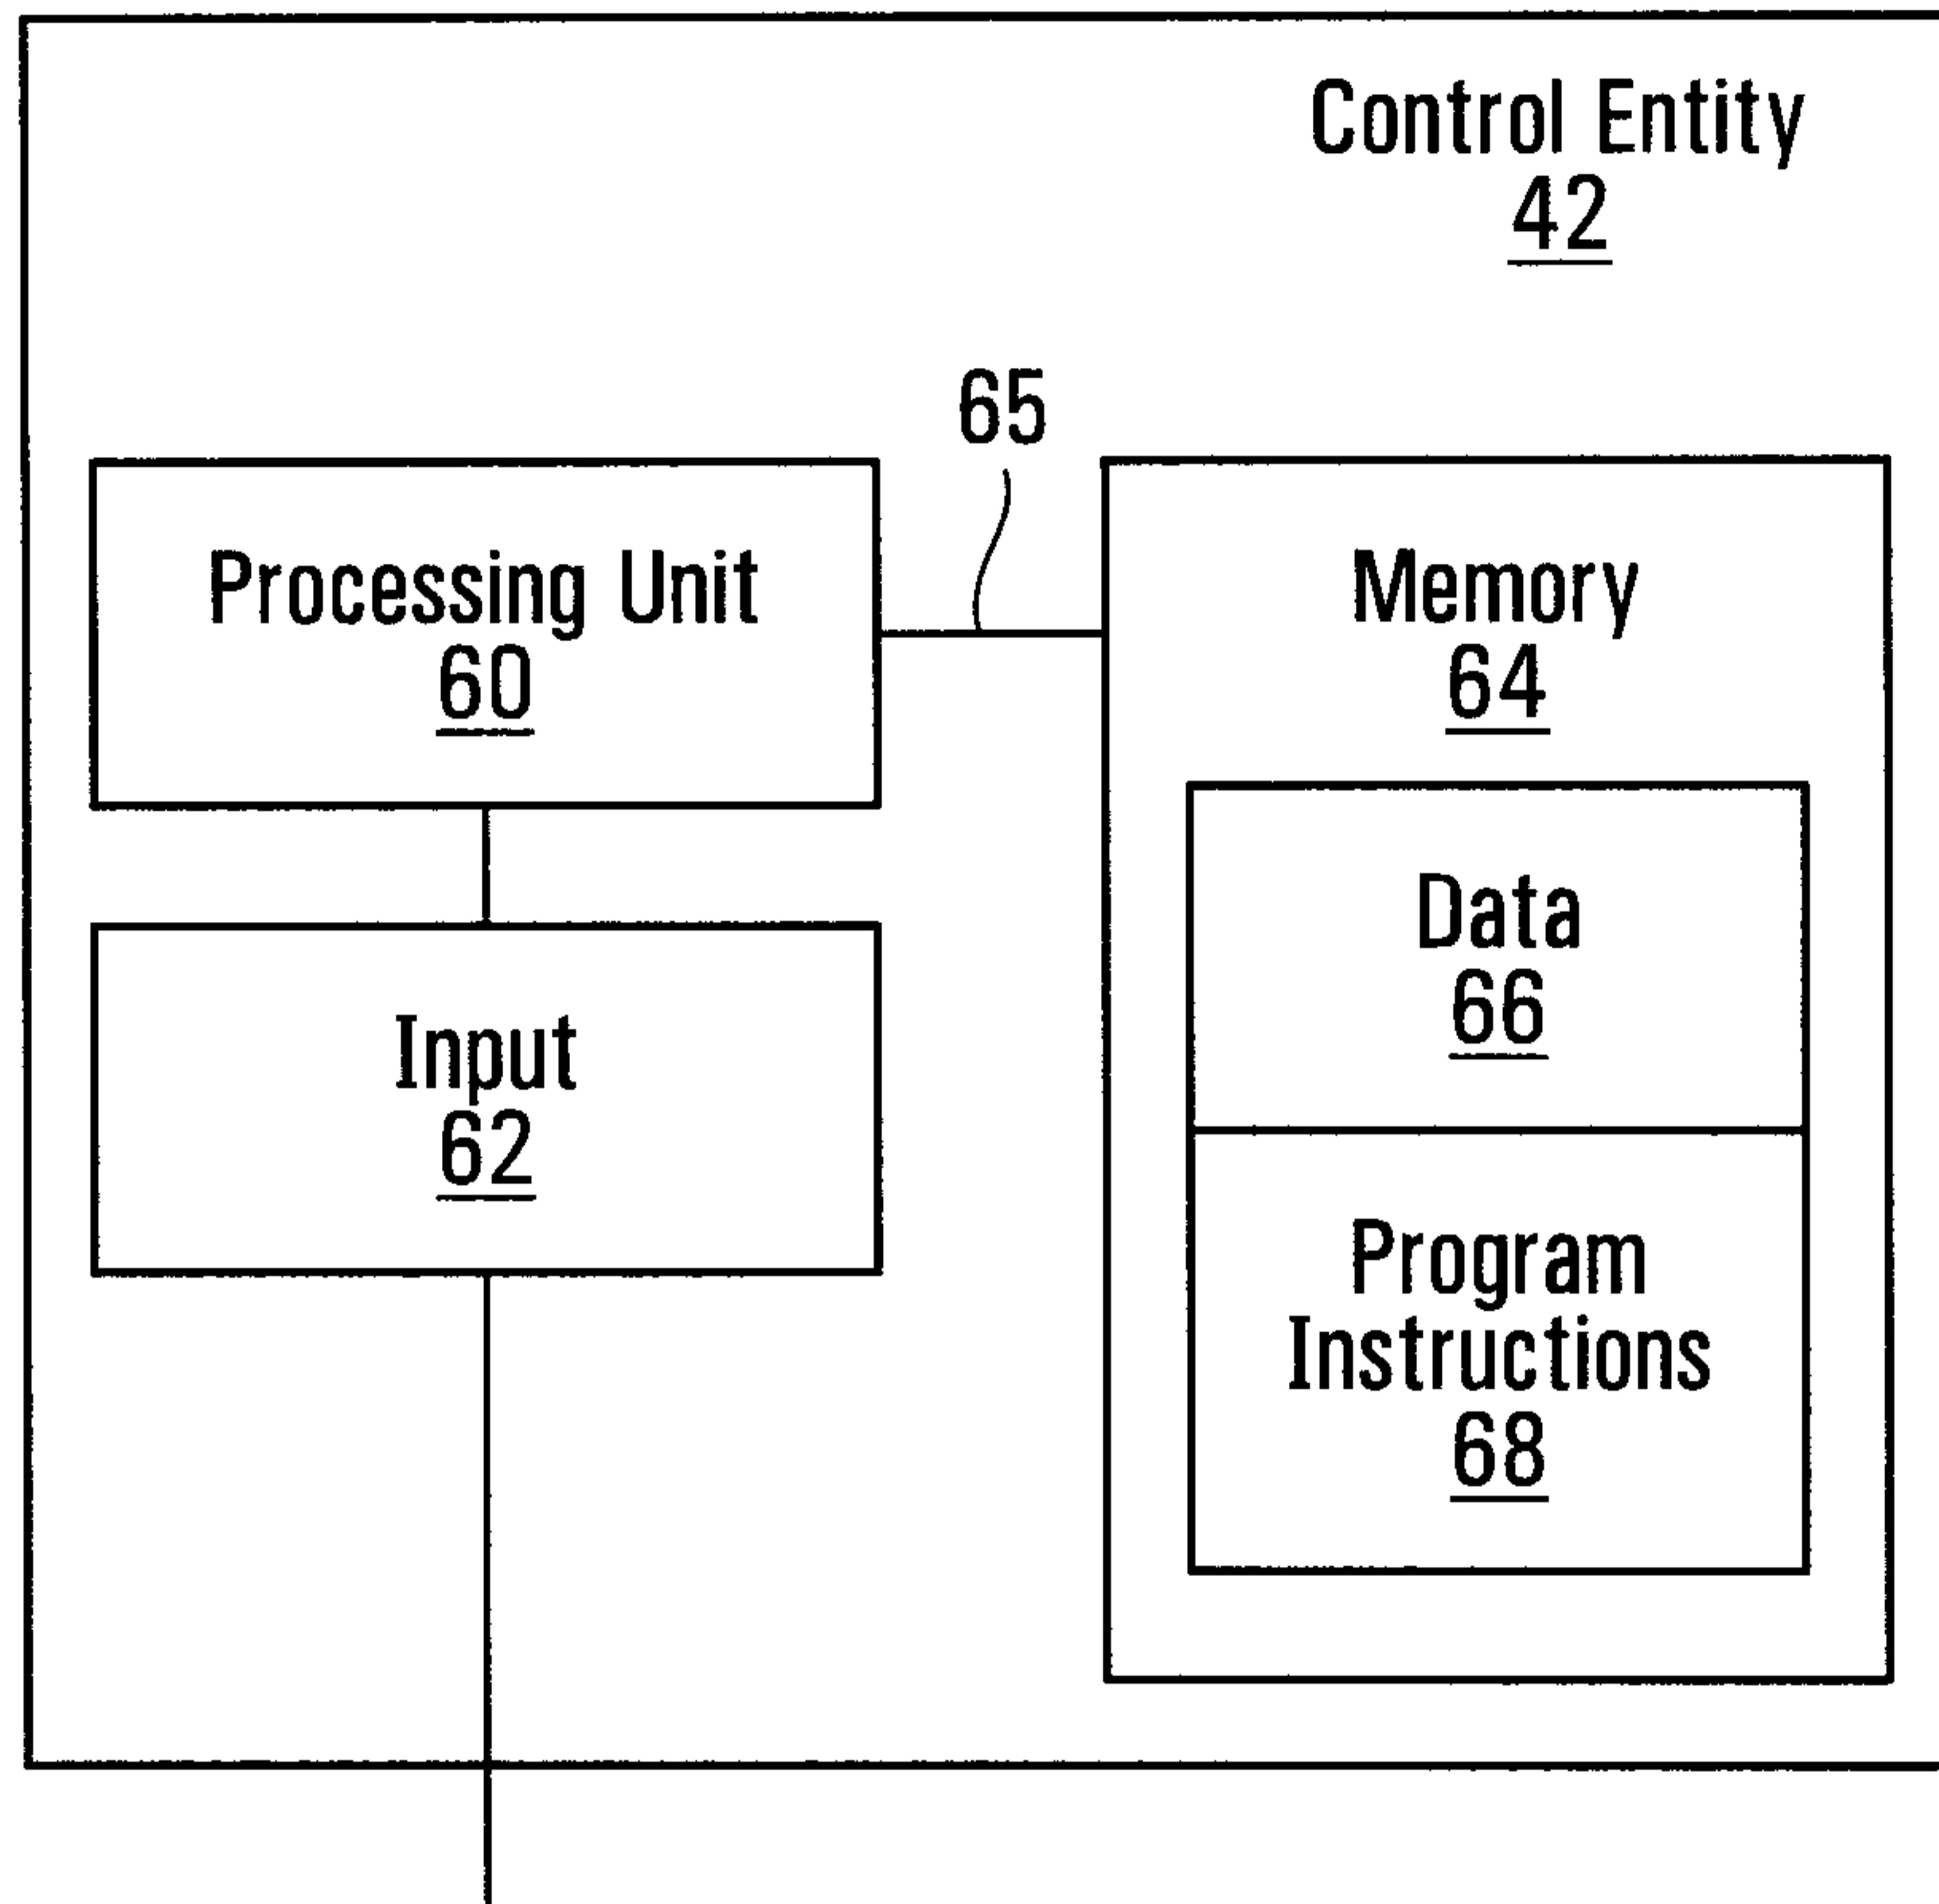 Control Entity
42
65
Processing Unit
60
Memory
64
Data
66
Input
62
Program
Instructions
68